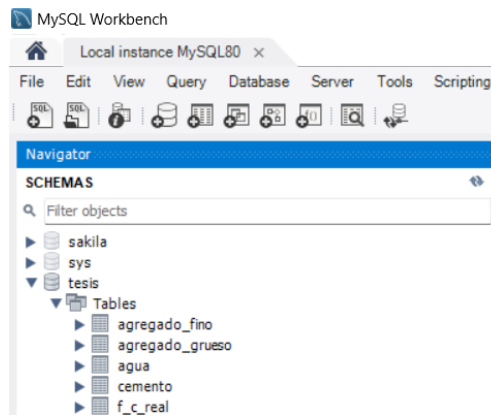 MySQL Workbench
Local instance MySQL80 ×
File Edit View Query Database Server Tools Scripting
SQL SQL
Navigator
SCHEMAS
Filter objects
sakila
sys
tesis
Tables
agregado_fino
agregado_grueso
agua
cemento
f_c_real